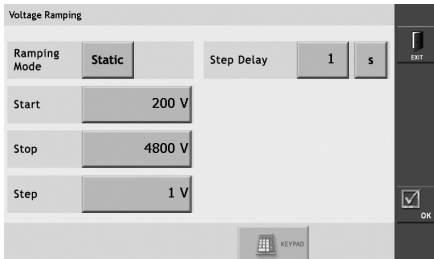 Voltage Ramping
Ramping Mode Static Step Delay 1 s
Start 200 V
Stop 4800 V
Step 1 V
KEYPAD
EXIT
OK